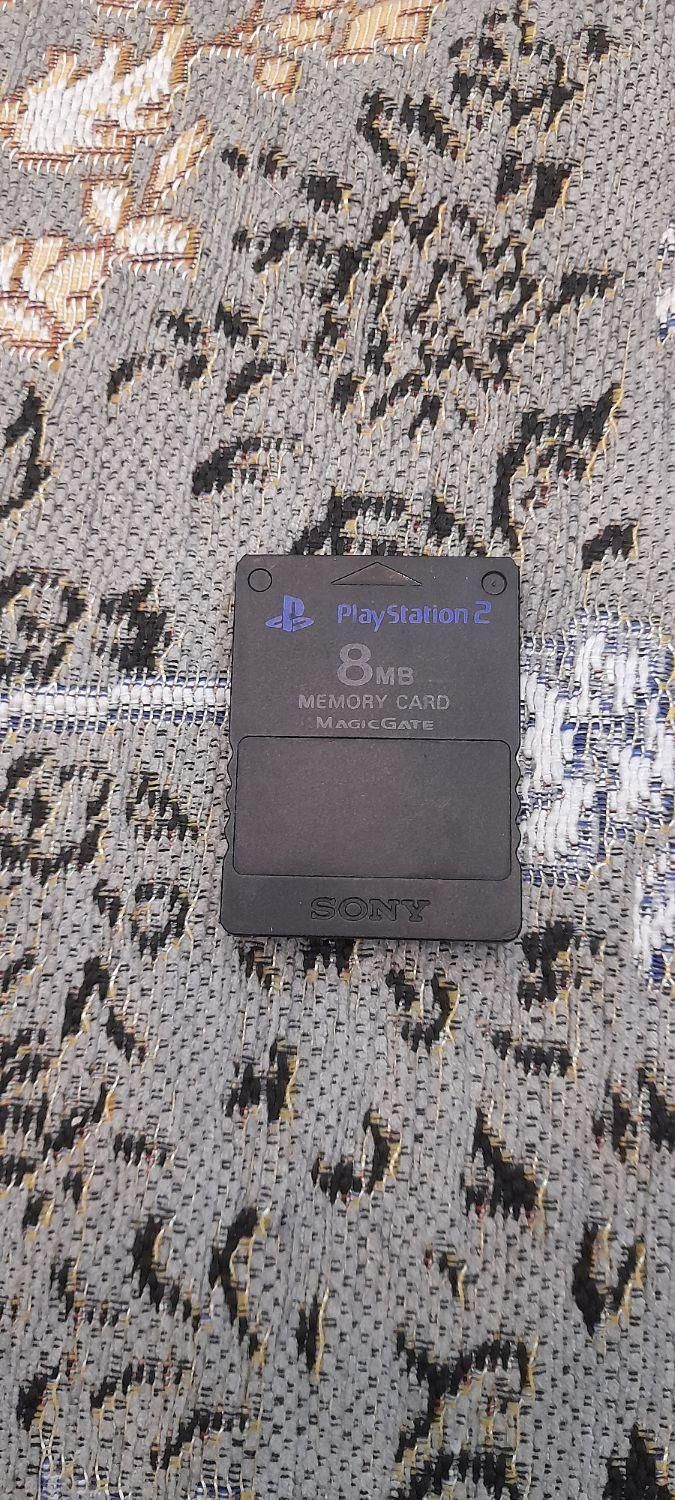 PlayStation 2
8MB
MEMORY CARD
MAGICGATE
SONY